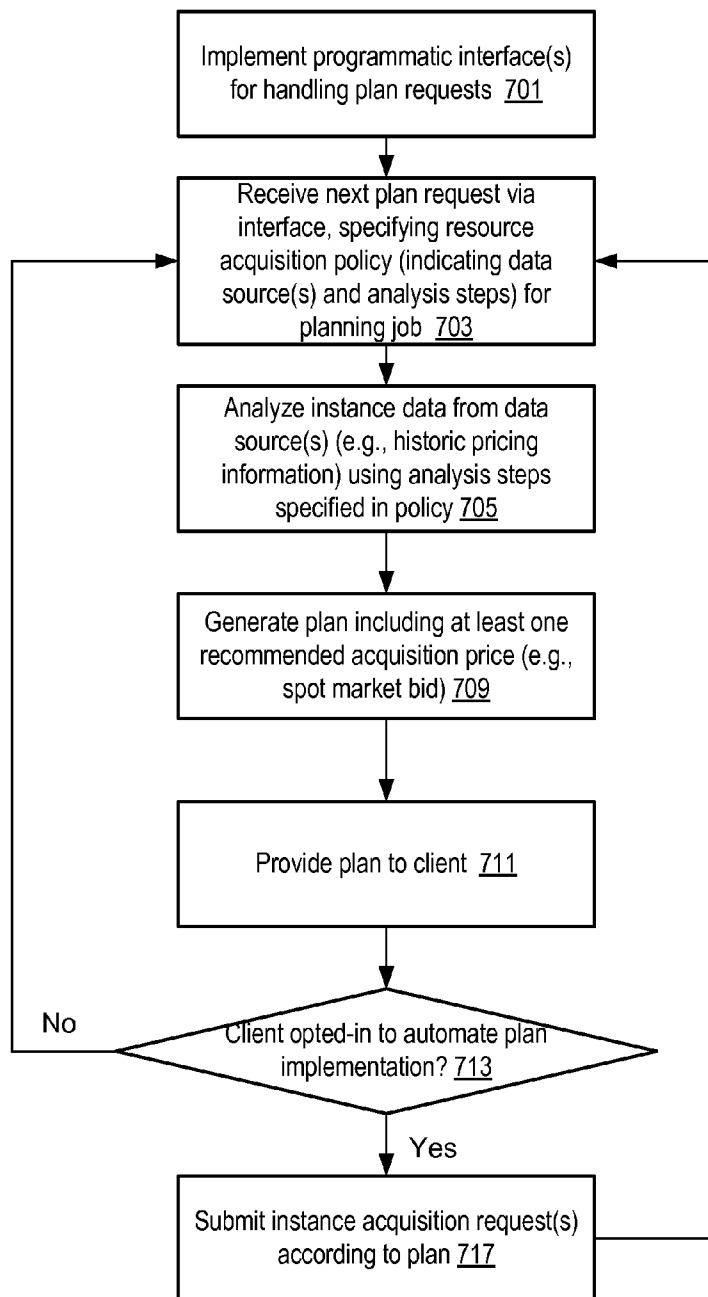 Implement programmatic interface(s)
for handling plan requests 701
Receive next plan request via
interface, specifying resource
acquisition policy (indicating data
source(s) and analysis steps) for
planning job 703
Analyze instance data from data
source(s) (e.g., historic pricing
information) using analysis steps
specified in policy 705
Generate plan including at least one
recommended acquisition price (e.g.,
spot market bid) 709
Provide plan to client 711
Client opted-in to automate plan
implementation? 713
No
Yes
Submit instance acquisition request(s)
according to plan 717